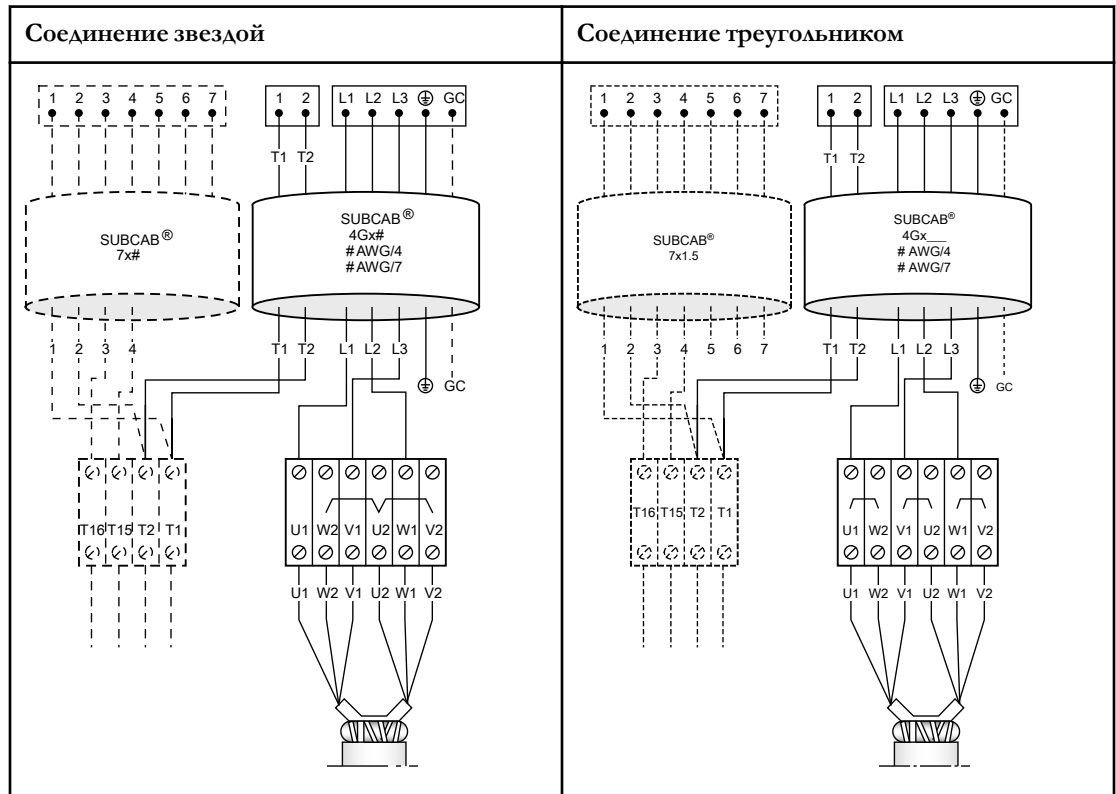 Соединение звездой
1 2 3 4 5 6 7 1 2 L1 L2 L3 GC
T1 T2
SUBCAB®
7x#
SUBCAB®
4Gx#
#AWG/4
#AWG/7
1 2 3 4 T1 T2 L1 L2 L3
GC
T16 T15 T2 T1 U1 W2 V1 U2 W1 V2
U1 W2 V1 U2 W1 V2
Соединение треугольником
1 2 3 4 5 6 7 1 2 L1 L2 L3 GC
T1 T2
SUBCAB®
7x1.5
SUBCAB®
4Gx___
# AWG/4
# AWG/7
1 2 3 4 5 6 7 T1 T2 L1 L2 L3
GC
T16 T15 T2 T1 U1 W2 V1 U2 W1 V2
U1 W2 V1 U2 W1 V2